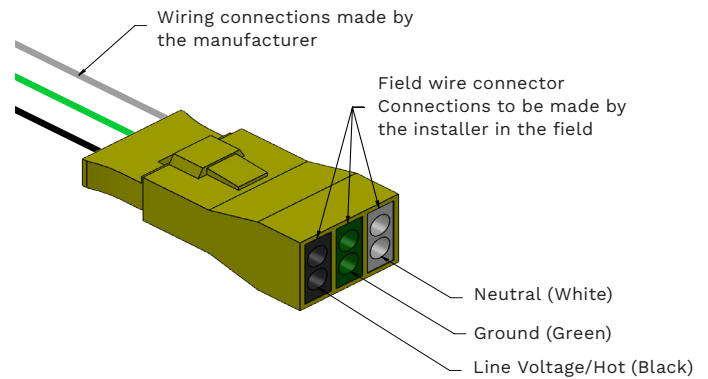 Wiring connections made by
the manufacturer
Field wire connector
Connections to be made by
the installer in the field
Neutral (White)
Ground (Green)
Line Voltage/Hot (Black)